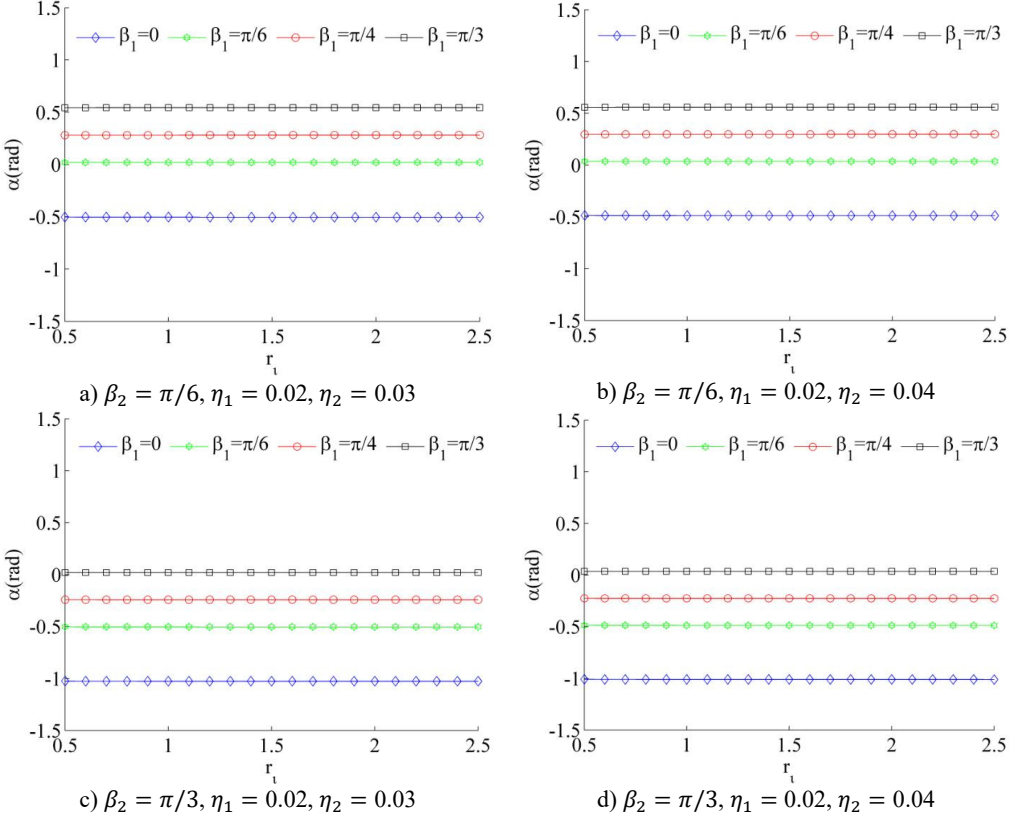 1.5
β₁=0 β₁=π/6 β₁=π/4 β₁=π/3
1
0.5
0
-0.5
-1
-1.5
α(rad)
0.5 1 1.5 2 2.5
rι
a) β₂ = π/6, η₁ = 0.02, η₂ = 0.03
1.5
β₁=0 β₁=π/6 β₁=π/4 β₁=π/3
1
0.5
0
-0.5
-1
-1.5
α(rad)
0.5 1 1.5 2 2.5
rι
b) β₂ = π/6, η₁ = 0.02, η₂ = 0.04
1.5
β₁=0 β₁=π/6 β₁=π/4 β₁=π/3
1
0.5
0
-0.5
-1
-1.5
α(rad)
0.5 1 1.5 2 2.5
rι
c) β₂ = π/3, η₁ = 0.02, η₂ = 0.03
1.5
β₁=0 β₁=π/6 β₁=π/4 β₁=π/3
1
0.5
0
-0.5
-1
-1.5
α(rad)
0.5 1 1.5 2 2.5
rι
d) β₂ = π/3, η₁ = 0.02, η₂ = 0.04